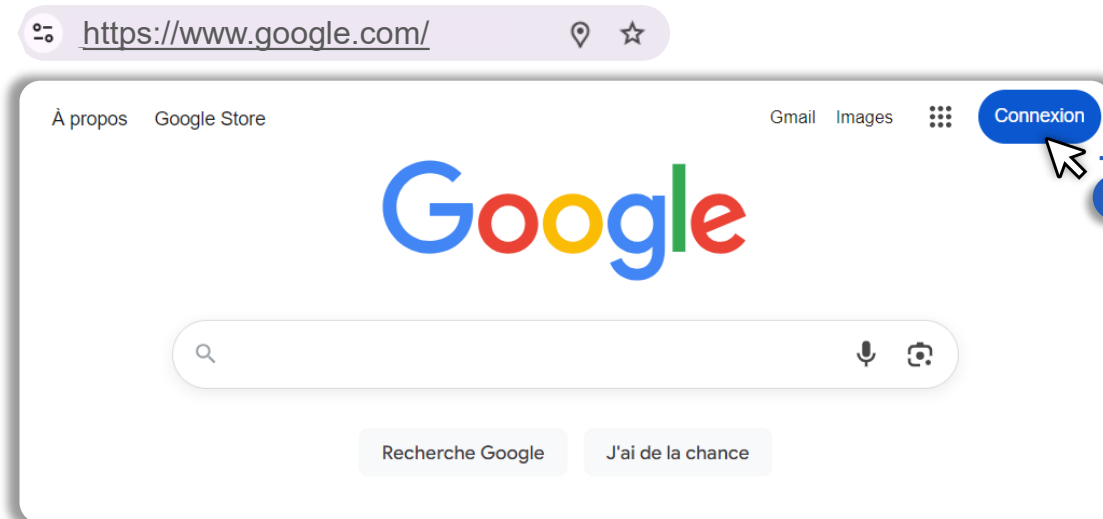 https://www.google.com/
À propos Google Store Gmail Images Connexion
Google
Recherche Google J'ai de la chance